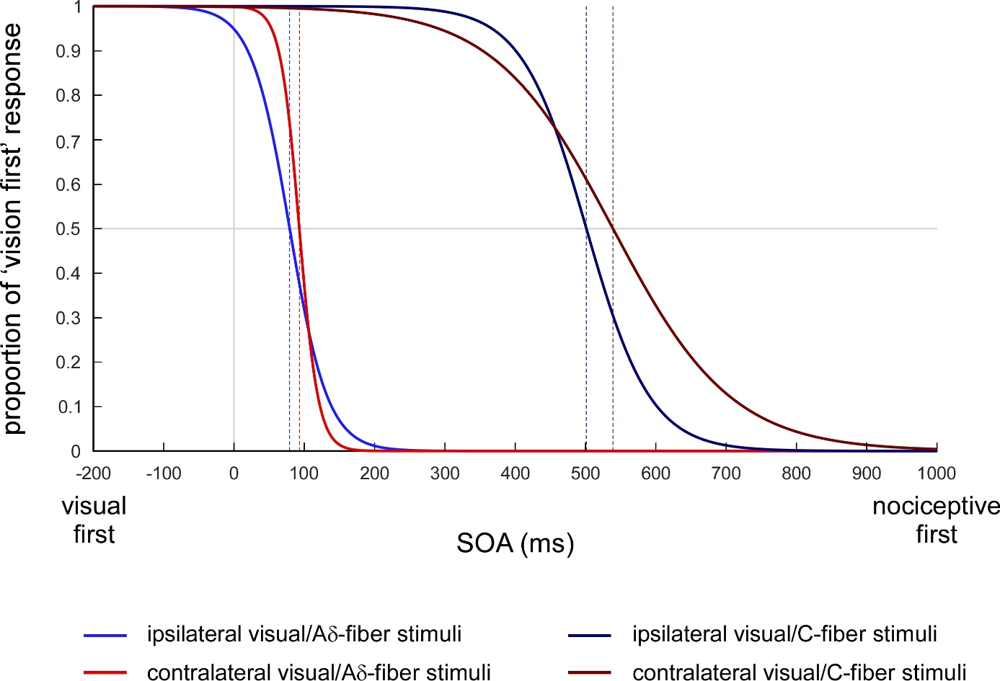 proportion of ‘vision first’ response
1
0.9
0.8
0.7
0.6
0.5
0.4
0.3
0.2
0.1
0
-200 -100 0 100 200 300 400 500 600 700 800 900 1000
visual first
nociceptive first
SOA (ms)
ipsilateral visual/Aδ-fiber stimuli
contralateral visual/Aδ-fiber stimuli
ipsilateral visual/C-fiber stimuli
contralateral visual/C-fiber stimuli